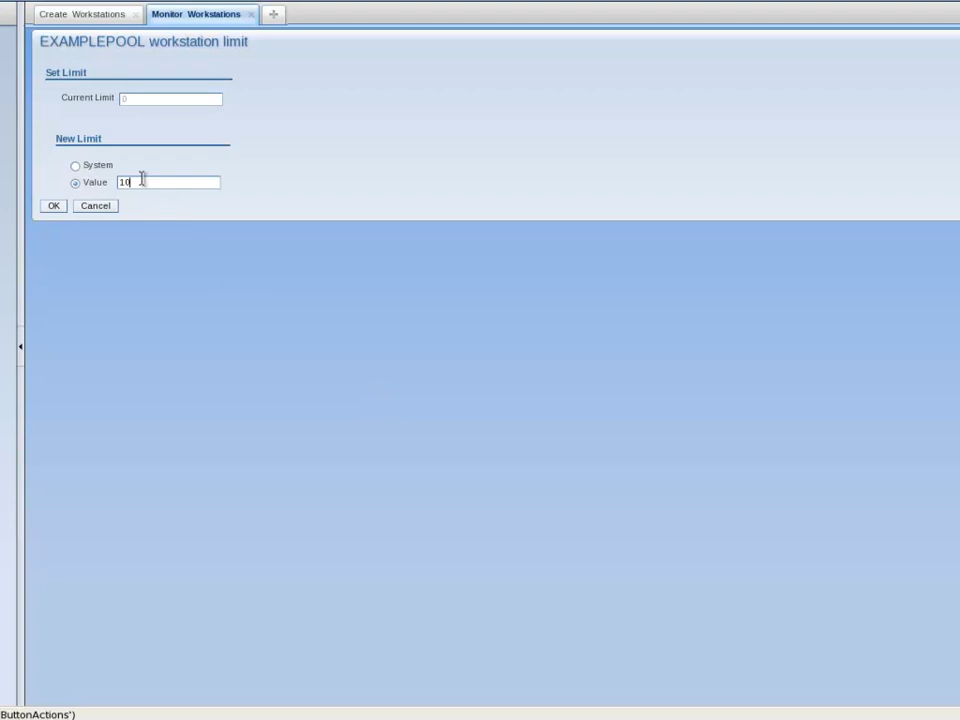 Create Workstations
Monitor Workstations
EXAMPLEPOOL workstation limit
Set Limit
Current Limit 0
New Limit
System
Value 10
OK Cancel
ButtonActions')